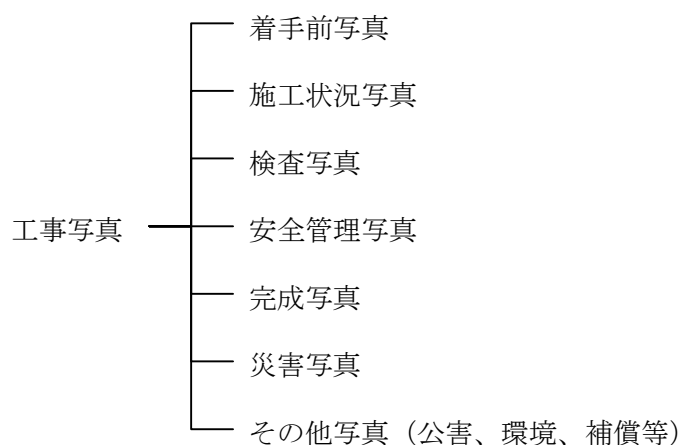 工事写真
着手前写真
施工状況写真
検査写真
安全管理写真
完成写真
災害写真
その他写真（公害、環境、補償等）